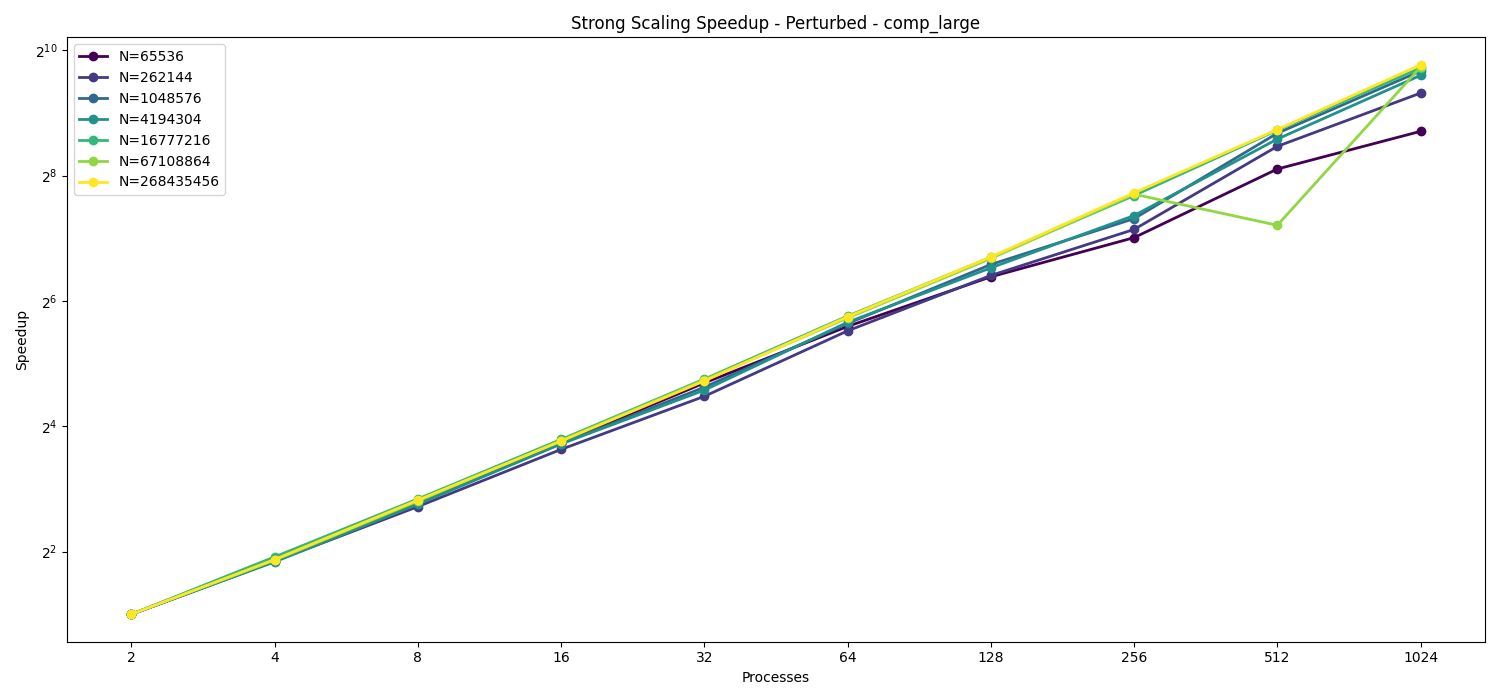 Strong Scaling Speedup - Perturbed - comp_large
2^10
2^8
2^6
2^4
2^2
Speedup
N=65536
N=262144
N=1048576
N=4194304
N=16777216
N=67108864
N=268435456
2 4 8 16 32 64 128 256 512 1024
Processes